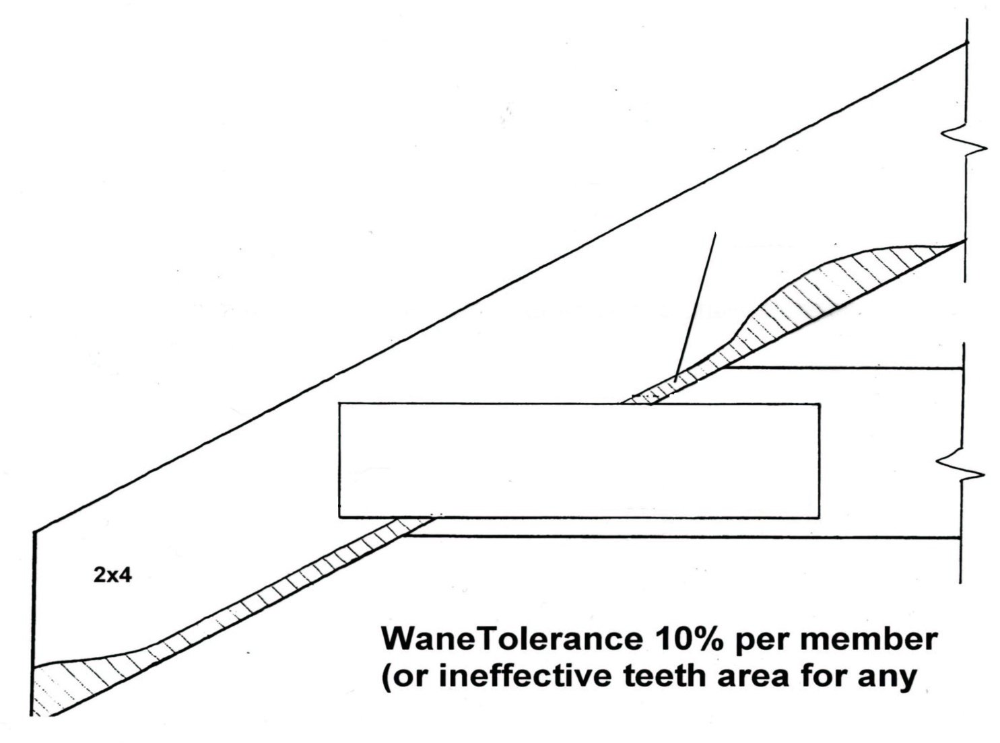 2x4
WaneTolerance 10% per member
(or ineffective teeth area for any